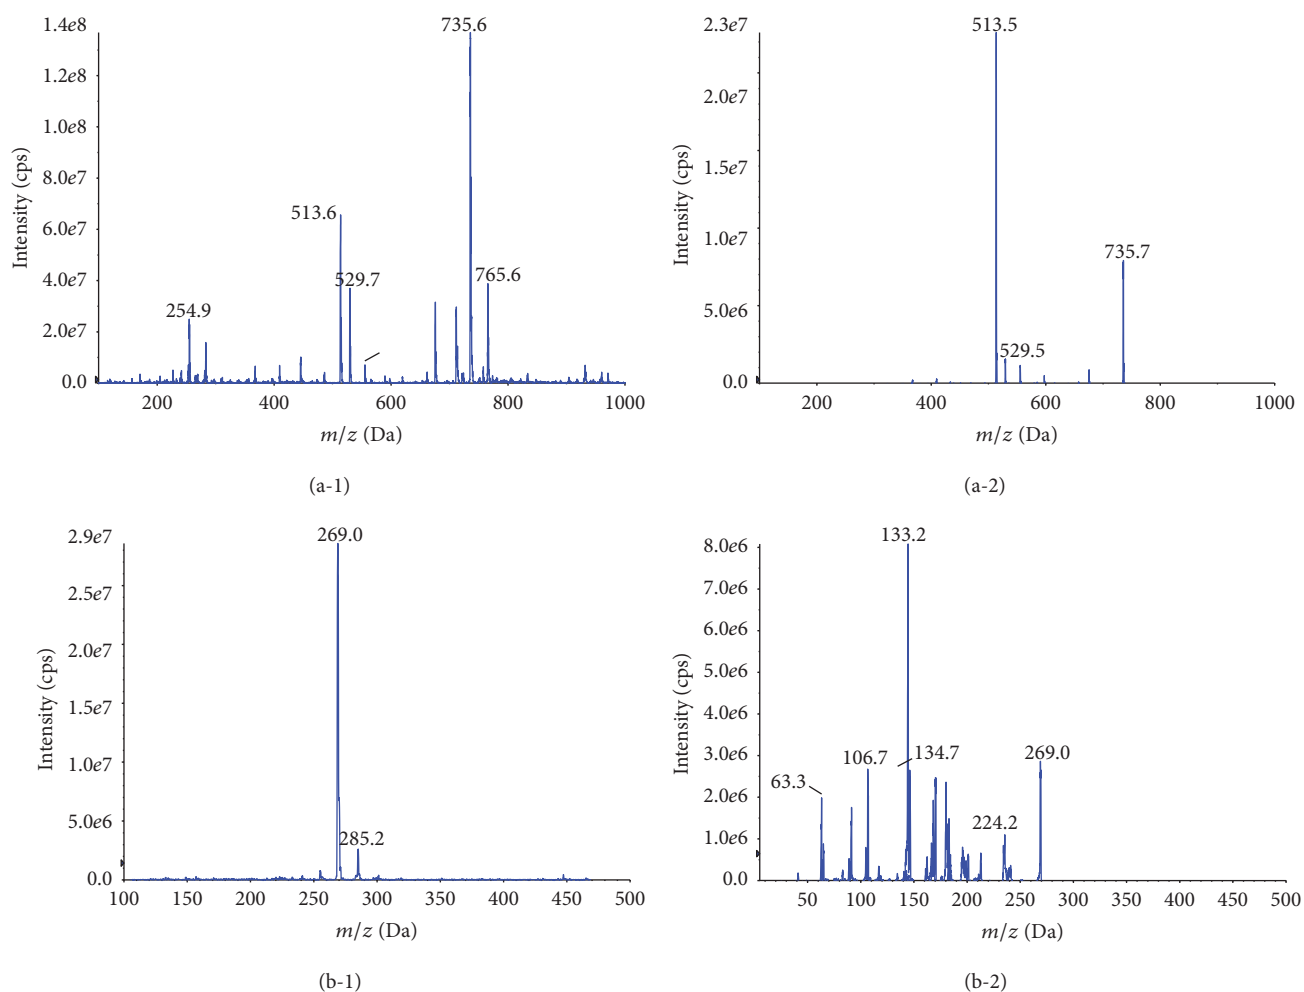 1.4e8
1.2e8
1.0e8
8.0e7
6.0e7
4.0e7
2.0e7
0.0
Intensity (cps)
735.6
513.6
529.7
765.6
254.9
200 400 600 800 1000
m/z (Da)
(a-1)
2.3e7
2.0e7
1.5e7
1.0e7
5.0e6
0.0
Intensity (cps)
513.5
735.7
529.5
200 400 600 800 1000
m/z (Da)
(a-2)
2.9e7
2.5e7
2.0e7
1.5e7
1.0e7
5.0e6
0.0
Intensity (cps)
269.0
285.2
100 150 200 250 300 350 400 450 500
m/z (Da)
(b-1)
8.0e6
7.0e6
6.0e6
5.0e6
4.0e6
3.0e6
2.0e6
1.0e6
0.0
Intensity (cps)
133.2
106.7
134.7
269.0
63.3
224.2
50 100 150 200 250 300 350 400 450 500
m/z (Da)
(b-2)